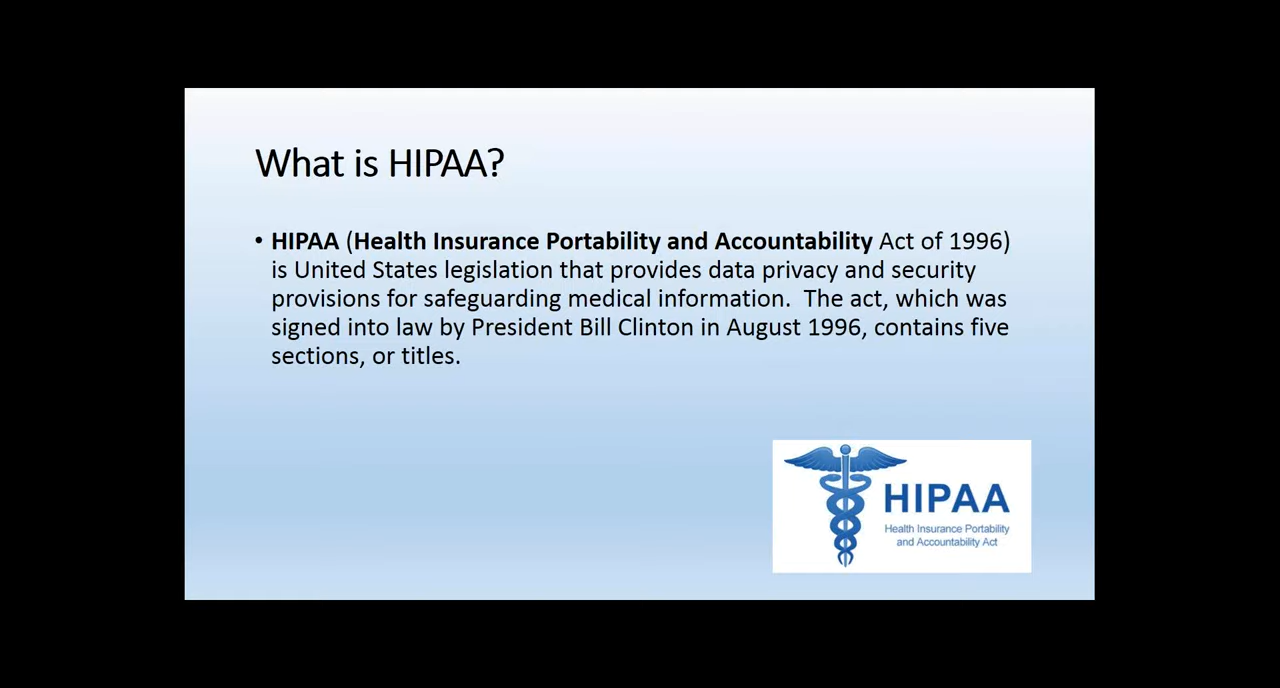 What is HIPAA?
• HIPAA (Health Insurance Portability and Accountability Act of 1996)
is United States legislation that provides data privacy and security
provisions for safeguarding medical information.  The act, which was
signed into law by President Bill Clinton in August 1996, contains five
sections, or titles.
HIPAA
Health Insurance Portability
and Accountability Act